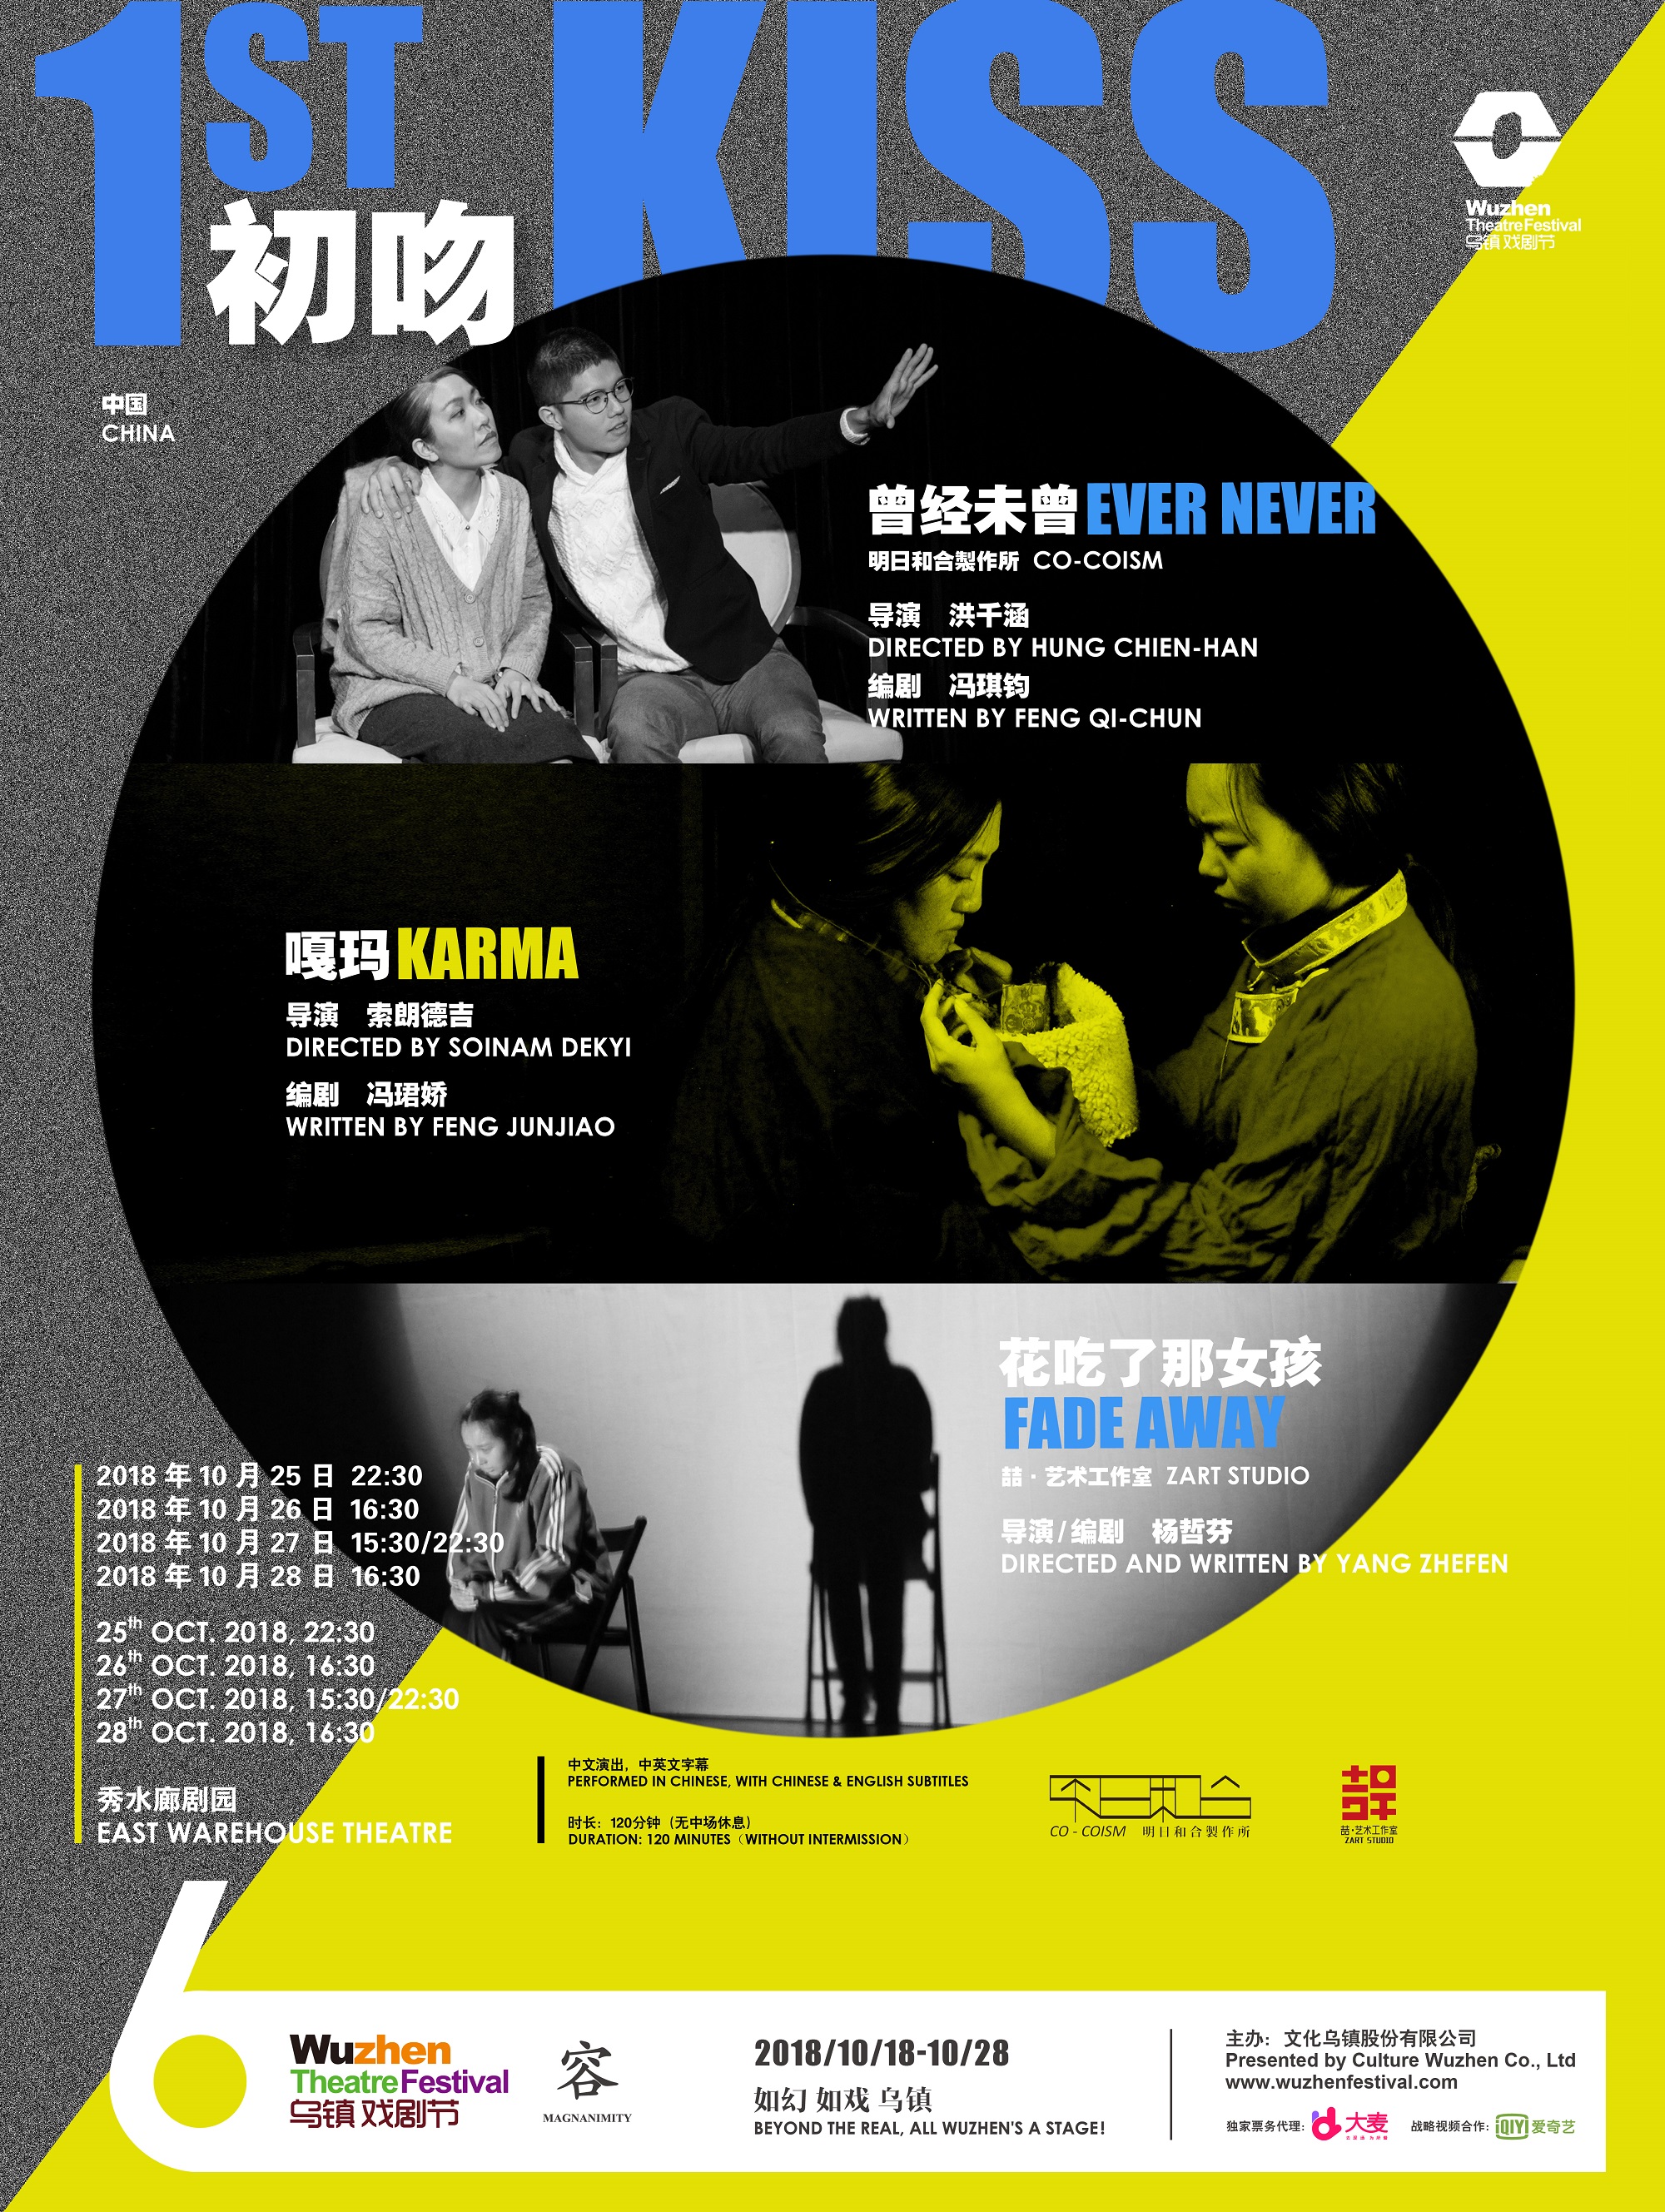 1ST KISS
初吻
Wuzhen
Theatre Festival
乌镇 戏剧节
中国
CHINA
曾经未曾 EVER NEVER
明日和合製作所 CO-COISM
导演 洪千涵
DIRECTED BY HUNG CHIEN-HAN
编剧 冯琪钧
WRITTEN BY FENG QI-CHUN
嘎玛 KARMA
导演 索朗德吉
DIRECTED BY SOINAM DEKYI
编剧 冯珺娇
WRITTEN BY FENG JUNJIAO
花吃了那女孩
FADE AWAY
喆·艺术工作室 ZART STUDIO
导演/编剧 杨哲芬
DIRECTED AND WRITTEN BY YANG ZHEFEN
2018 年 10 月 25 日 22:30
2018 年 10 月 26 日 16:30
2018 年 10 月 27 日 15:30/22:30
2018 年 10 月 28 日 16:30
25th OCT. 2018, 22:30
26th OCT. 2018, 16:30
27th OCT. 2018, 15:30/22:30
28th OCT. 2018, 16:30
秀水廊剧园
EAST WAREHOUSE THEATRE
中文演出，中英文字幕
PERFORMED IN CHINESE, WITH CHINESE & ENGLISH SUBTITLES
时长：120分钟（无中场休息）
DURATION: 120 MINUTES（WITHOUT INTERMISSION）
CO - COISM 明日和合製作所
喆·艺术工作室
ZART STUDIO
6
Wuzhen
Theatre Festival
乌镇 戏剧节
容
MAGNANIMITY
2018/10/18-10/28
如幻 如戏 乌镇
BEYOND THE REAL, ALL WUZHEN'S A STAGE!
主办：文化乌镇股份有限公司
Presented by Culture Wuzhen Co., Ltd
www.wuzhenfestival.com
独家票务代理: 大麦
战略视频合作: iQIYI 爱奇艺